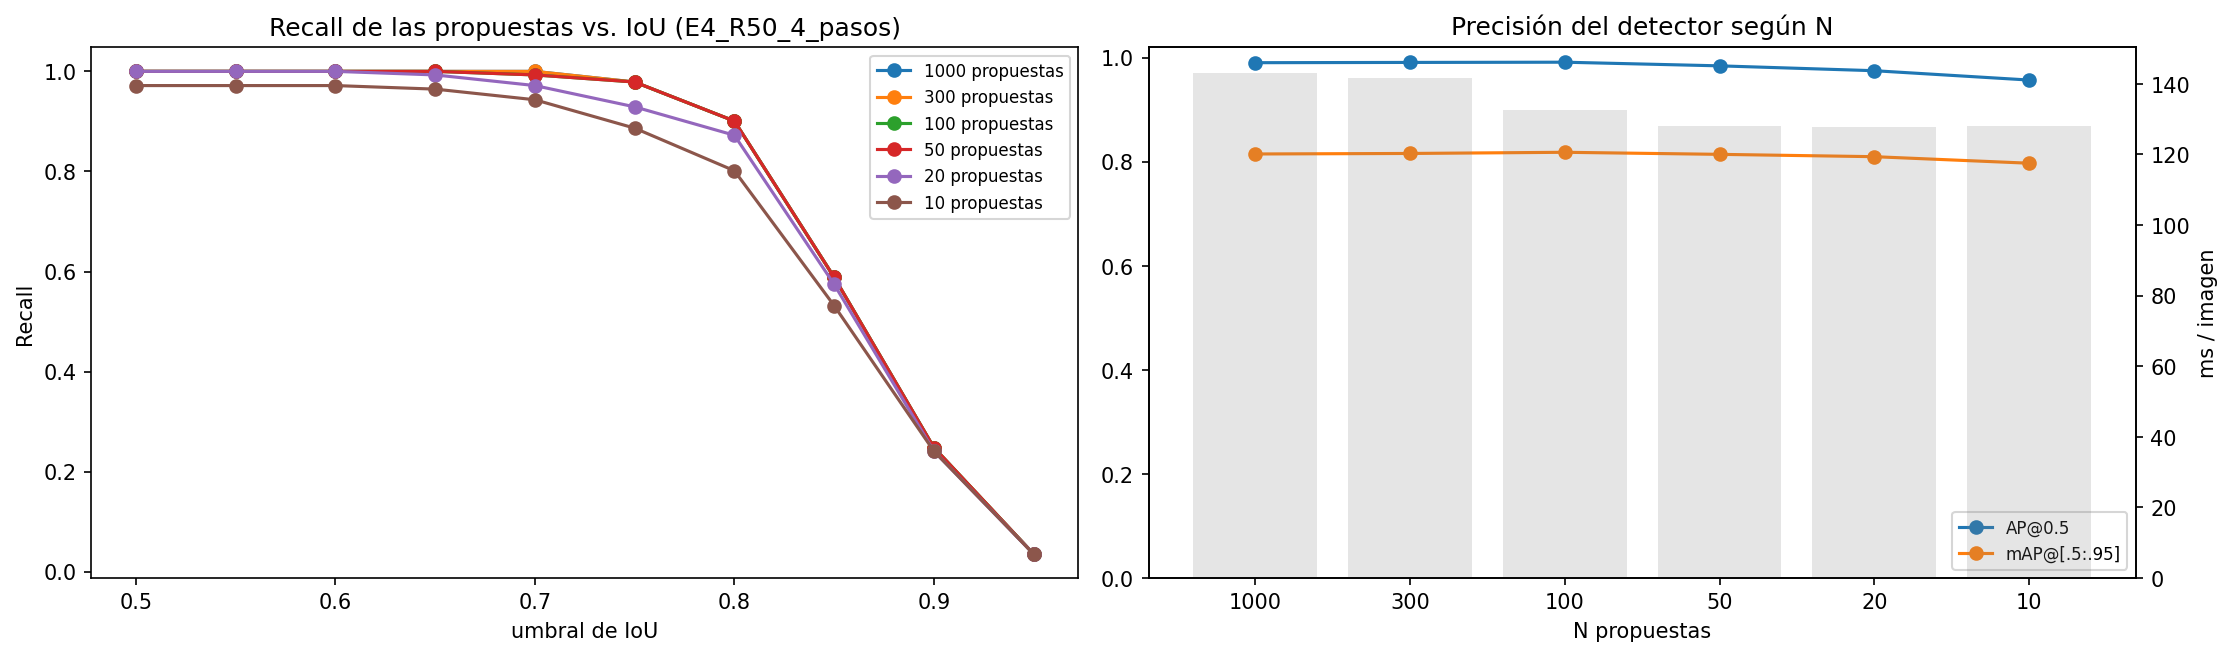 Recall de las propuestas vs. IoU (E4_R50_4_pasos)
Recall
1.0
0.8
0.6
0.4
0.2
0.0
0.5
0.6
0.7
0.8
0.9
umbral de IoU
1000 propuestas
300 propuestas
100 propuestas
50 propuestas
20 propuestas
10 propuestas
Precisión del detector según N
1.0
0.8
0.6
0.4
0.2
0.0
1000
300
100
50
20
10
N propuestas
140
120
100
80
60
40
20
0
ms / imagen
AP@0.5
mAP@[.5:.95]